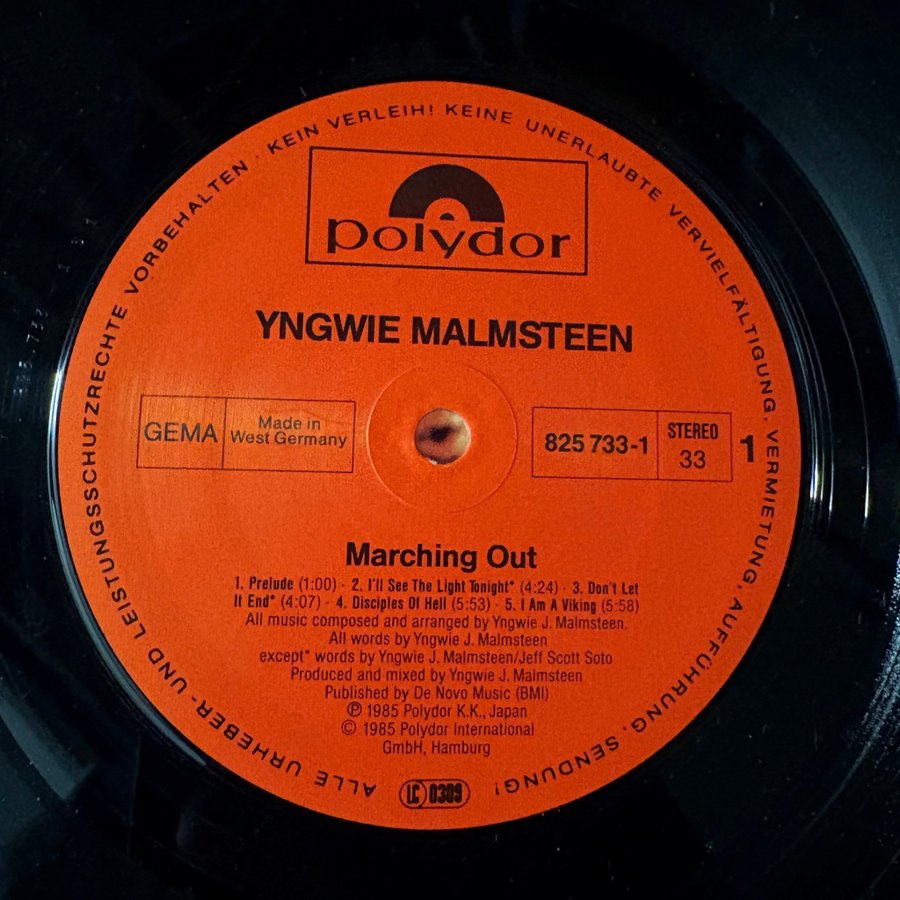 ALLE URHEBER- UND LEISTUNGSSCHUTZRECHTE VORBEHALTEN · KEIN VERLEIH! KEINE UNERLAUBTE VERVIELFÄLTIGUNG, VERMIETUNG, AUFFÜHRUNG, SENDUNG!
polydor
YNGWIE MALMSTEEN
GEMA
Made in
West Germany
825 733-1
STEREO
33
1
Marching Out
1. Prelude (1:00) · 2. I'll See The Light Tonight* (4:24) · 3. Don't Let
It End* (4:07) · 4. Disciples Of Hell (5:53) · 5. I Am A Viking (5:58)
All music composed and arranged by Yngwie J. Malmsteen.
All words by Yngwie J. Malmsteen
except* words by Yngwie J. Malmsteen/Jeff Scott Soto
Produced and mixed by Yngwie J. Malmsteen
Published by De Novo Music (BMI)
℗ 1985 Polydor K.K., Japan
© 1985 Polydor International
GmbH, Hamburg
LC 0309